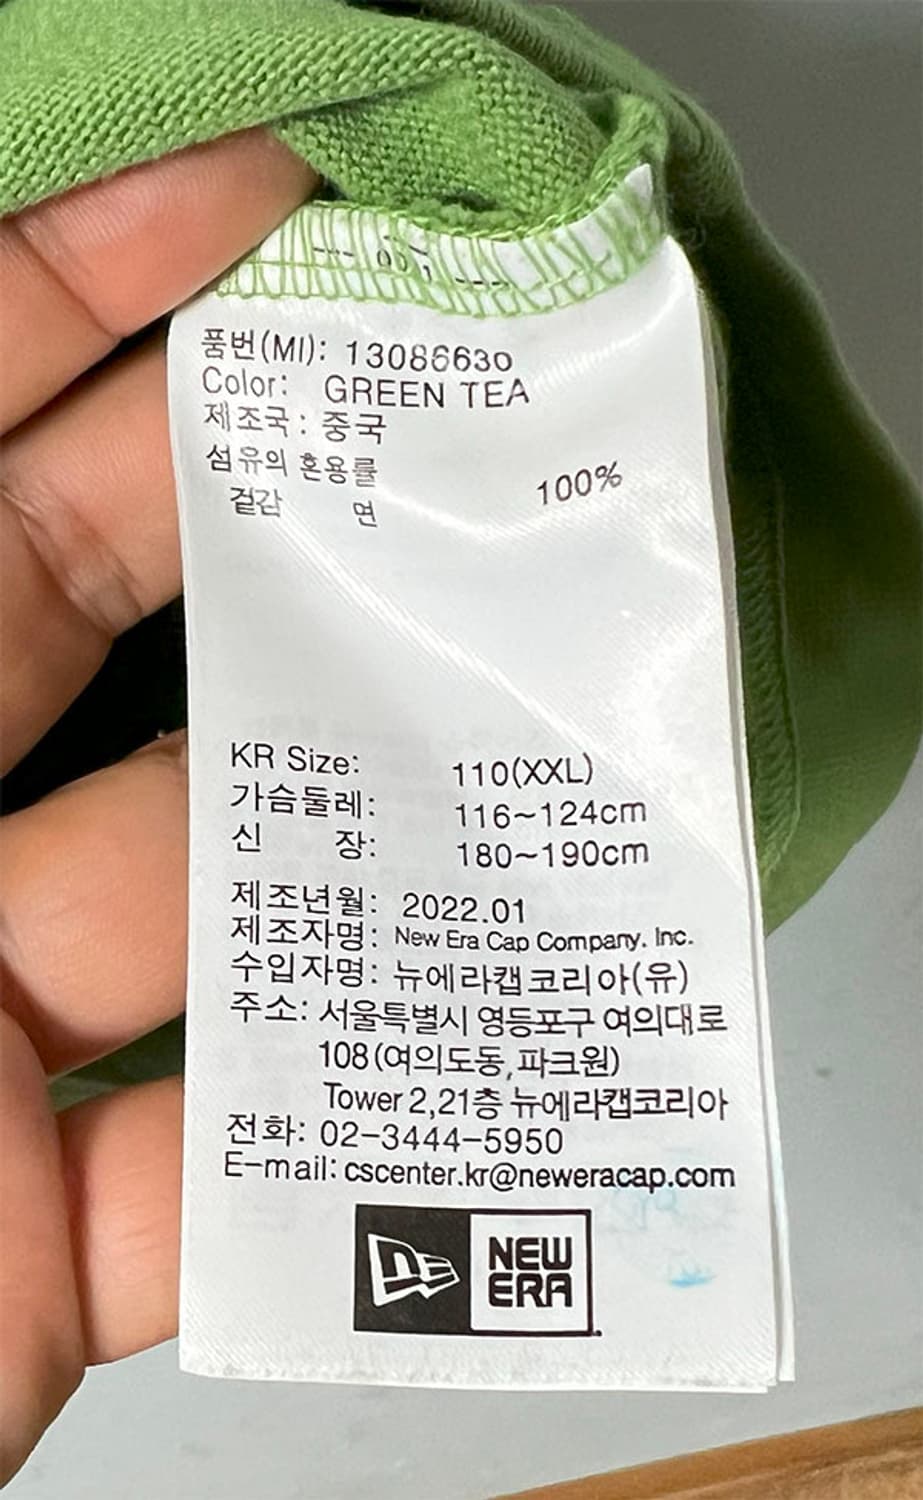 --- 001 ---
품번(MI): 13086630
Color: GREEN TEA
제조국: 중국
섬유의 혼용률
겉감 면 100%
KR Size: 110(XXL)
가슴둘레: 116~124cm
신 장: 180~190cm
제조년월: 2022.01
제조자명: New Era Cap Company. Inc.
수입자명: 뉴에라캡코리아(유)
주소: 서울특별시 영등포구 여의대로
108(여의도동,파크원)
Tower 2,21층 뉴에라캡코리아
전화: 02-3444-5950
E-mail: cscenter.kr@neweracap.com
NE NEW
ERA